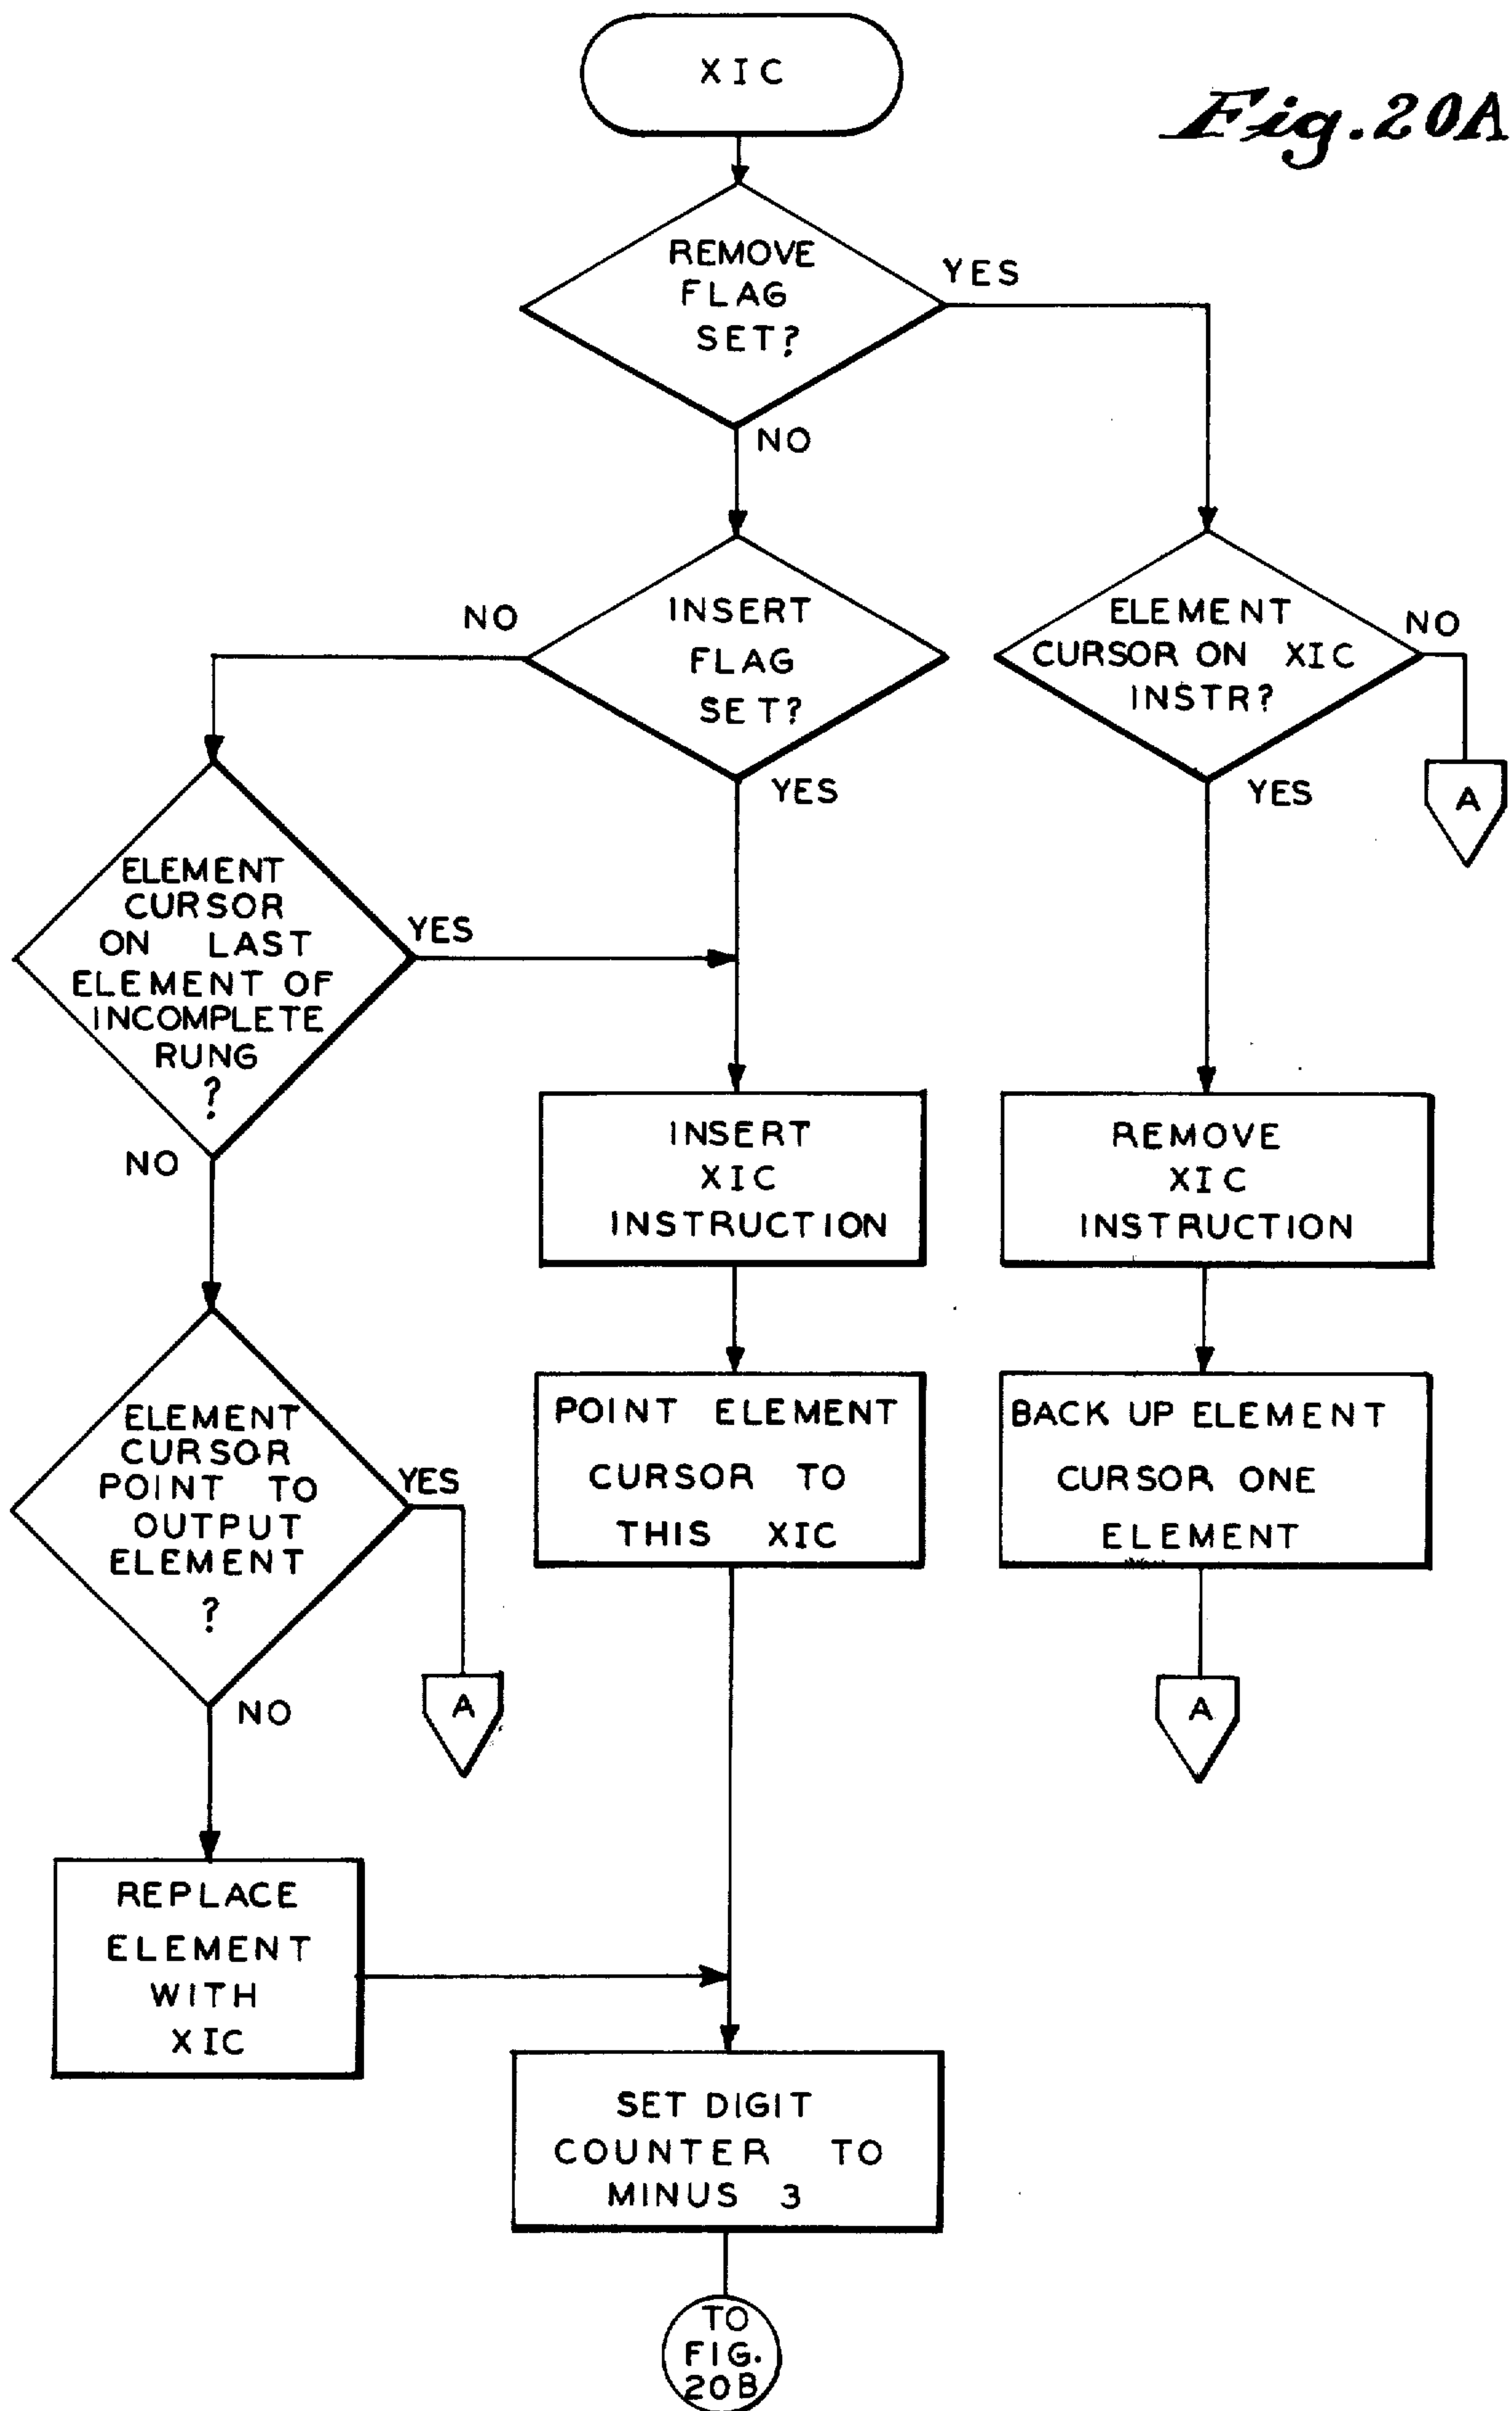 XIC
Fig. 20A
REMOVE
FLAG
SET?
YES
NO
INSERT
FLAG
SET?
NO
YES
ELEMENT
CURSOR ON XIC
INSTR?
NO
A
YES
ELEMENT
CURSOR
ON LAST
ELEMENT OF
INCOMPLETE
RUNG
?
YES
NO
INSERT
XIC
INSTRUCTION
REMOVE
XIC
INSTRUCTION
ELEMENT
CURSOR
POINT TO
OUTPUT
ELEMENT
?
YES
A
NO
POINT ELEMENT
CURSOR TO
THIS XIC
BACK UP ELEMENT
CURSOR ONE
ELEMENT
A
REPLACE
ELEMENT
WITH
XIC
SET DIGIT
COUNTER TO
MINUS 3
TO
FIG.
20B